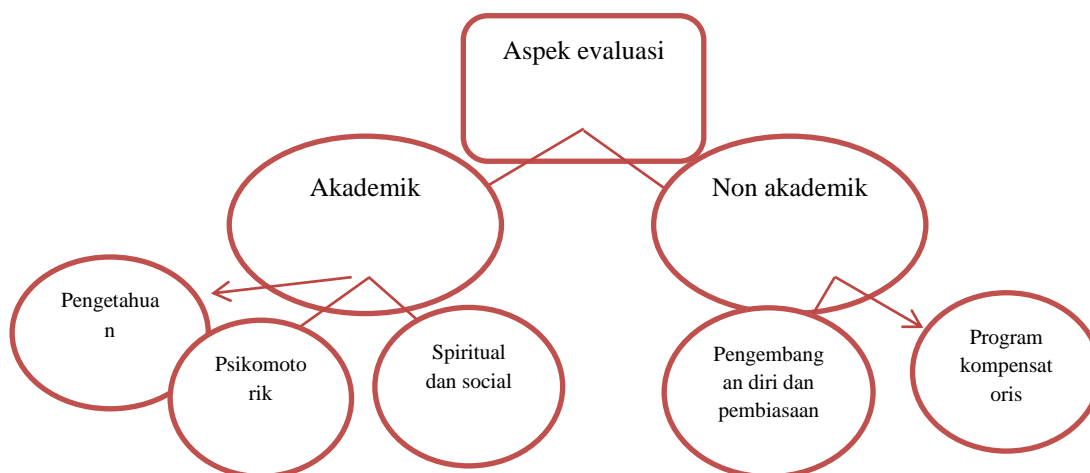 Aspek evaluasi
Akademik
Non akademik
Pengetahua
n
Psikomoto
rik
Spiritual
dan social
Pengembang
an diri dan
pembiasaan
Program
kompensat
oris